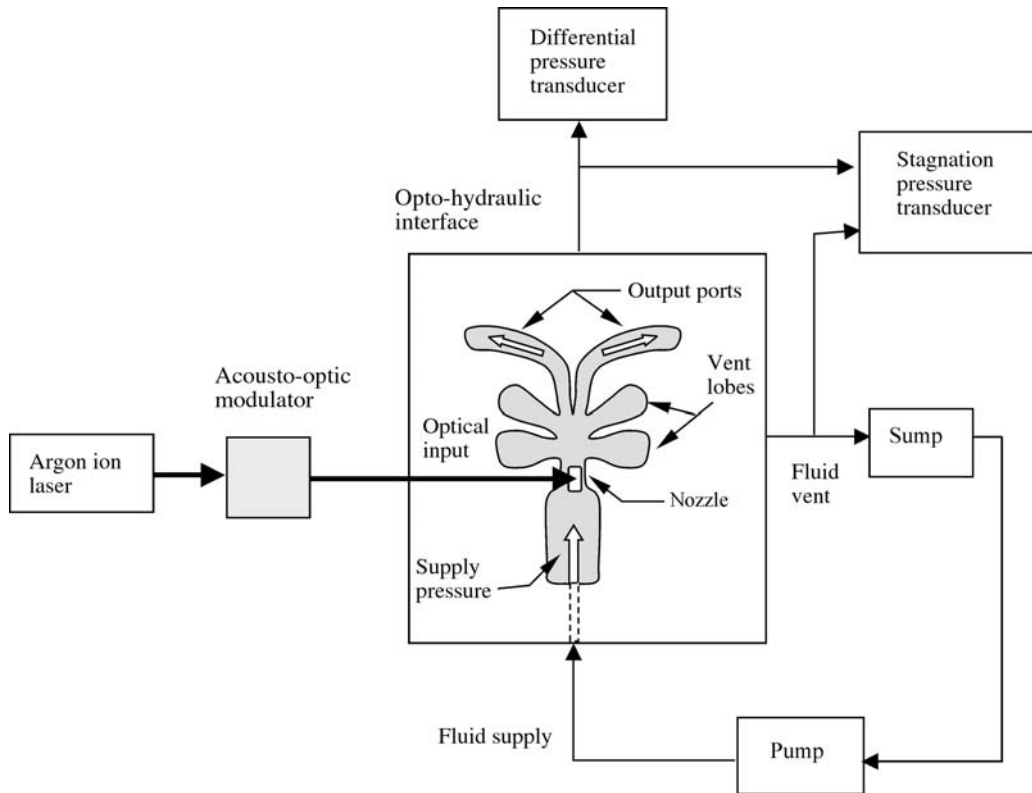 Differential
pressure
transducer
Stagnation
pressure
transducer
Opto-hydraulic
interface
Output ports
Vent
lobes
Acousto-optic
modulator
Optical
input
Argon ion
laser
Sump
Fluid
vent
Nozzle
Supply
pressure
Fluid supply
Pump